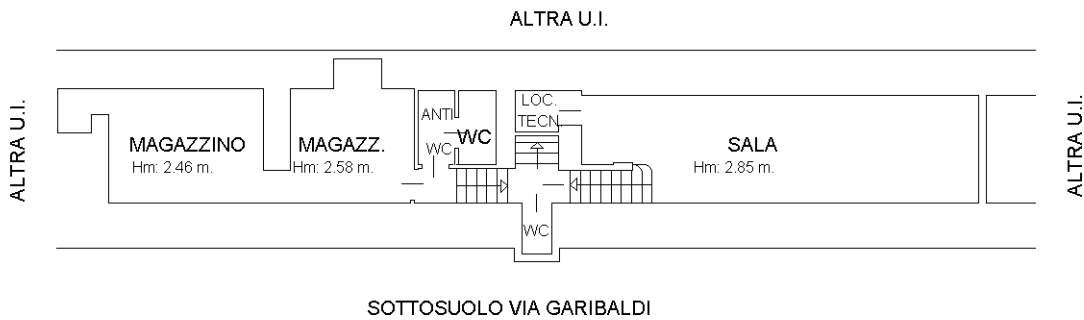 ALTRA U.I.
ALTRA U.I.
MAGAZZINO
Hm: 2.46 m.
MAGAZZ.
Hm: 2.58 m.
ANTI
WC
WC
LOC.
TECN.
SALA
Hm: 2.85 m.
WC
ALTRA U.I.
SOTTOSUOLO VIA GARIBALDI